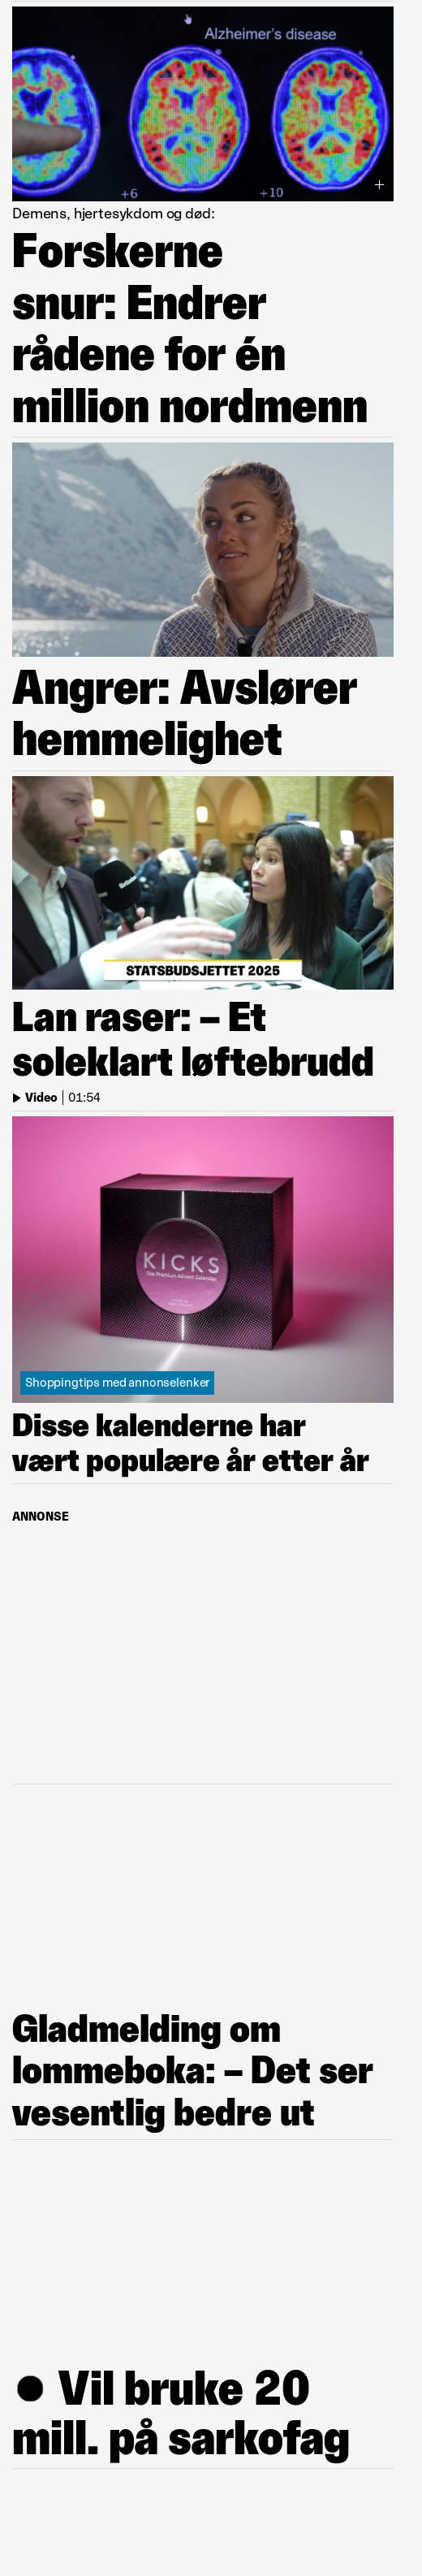 Alzheimer's disease
+6
+10
Demens, hjertesykdom og død:
Forskerne
snur: Endrer
rådene for én
million nordmenn
Angrer: Avslører
hemmelighet
STATSBUDSJETTET 2025
Lan raser: – Et
soleklart løftebrudd
Video | 01:54
KICKS
The Premium Advent Calendar
Shoppingtips med annonselenker
Disse kalenderne har
vært populære år etter år
ANNONSE
Gladmelding om
lommeboka: – Det ser
vesentlig bedre ut
● Vil bruke 20
mill. på sarkofag